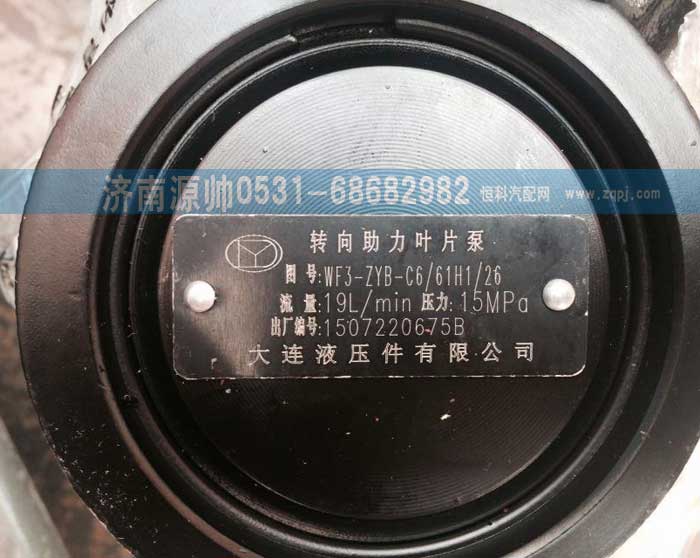 济南源帅0531-68682982 恒科汽配网 www.zqpj.com
转向助力叶片泵
图号:WF3-ZYB-C6/61H1/26
流量:19L/min 压力:15MPa
出厂编号:1507220675B
大连液压件有限公司